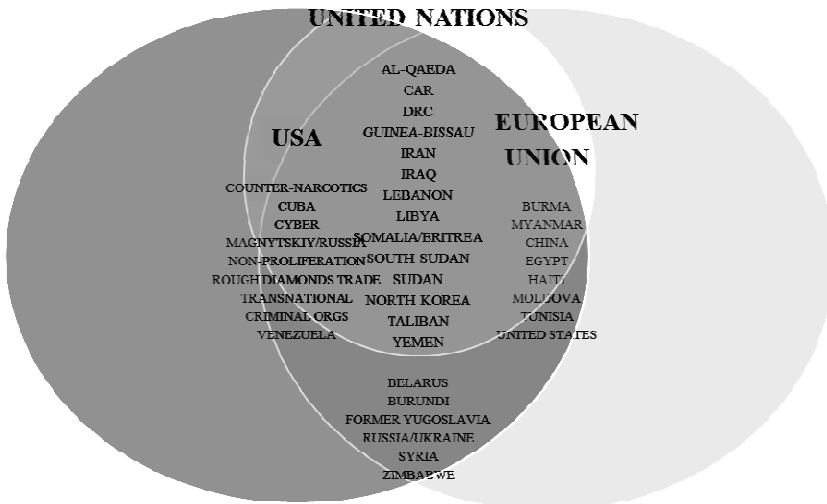 UNITED NATIONS
AL-QAEDA
CAR
DRC
GUINEA-BISSAU
IRAN
IRAQ
LEBANON
LIBYA
SOMALIA/ERITREA
SOUTH SUDAN
SUDAN
NORTH KOREA
TALIBAN
YEMEN
USA
COUNTER-NARCOTICS
CUBA
CYBER
MAGNYTSKIY/RUSSIA
NON-PROLIFERATION
ROUGH DIAMONDS TRADE
TRANSNATIONAL
CRIMINAL ORGS
VENEZUELA
EUROPEAN
UNION
BURMA
MYANMAR
CHINA
EGYPT
HAITI
MOLDOVA
TUNISIA
UNITED STATES
BELARUS
BURUNDI
FORMER YUGOSLAVIA
RUSSIA/UKRAINE
SYRIA
ZIMBABWE